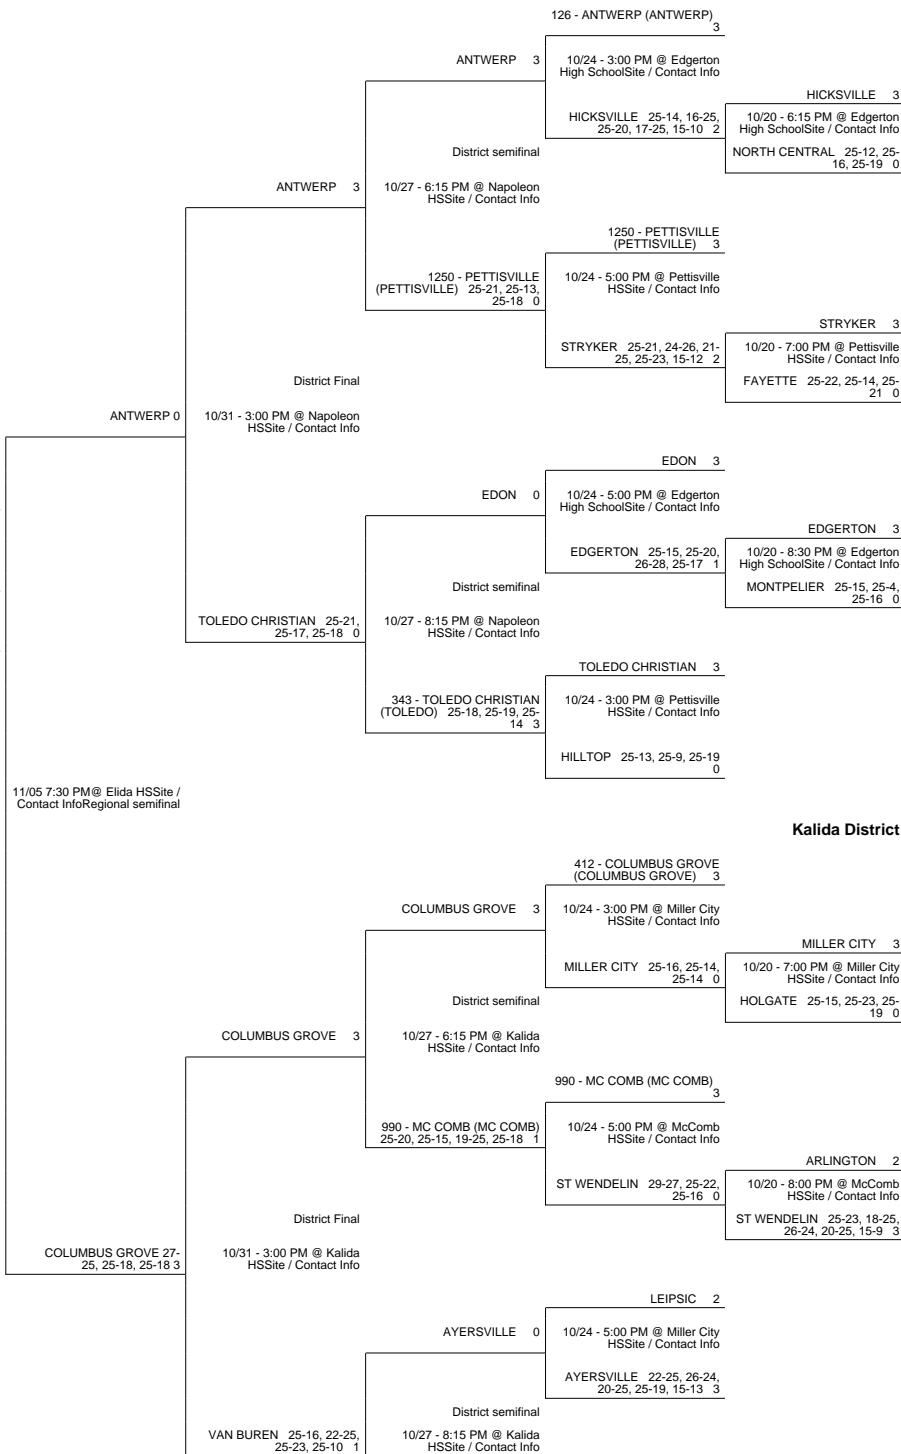 126 - ANTWERP (ANTWERP)
3
ANTWERP 3
10/24 - 3:00 PM @ Edgerton
High SchoolSite / Contact Info
HICKSVILLE 3
HICKSVILLE 25-14, 16-25,
25-20, 17-25, 15-10 2
10/20 - 6:15 PM @ Edgerton
High SchoolSite / Contact Info
District semifinal
NORTH CENTRAL 25-12, 25-
16, 25-19 0
ANTWERP 3
10/27 - 6:15 PM @ Napoleon
HSSite / Contact Info
1250 - PETTISVILLE
(PETTISVILLE) 3
1250 - PETTISVILLE
(PETTISVILLE) 25-21, 25-13,
25-18 0
10/24 - 5:00 PM @ Pettisville
HSSite / Contact Info
STRYKER 3
STRYKER 25-21, 24-26, 21-
25, 25-23, 15-12 2
10/20 - 7:00 PM @ Pettisville
HSSite / Contact Info
District Final
FAYETTE 25-22, 25-14, 25-
21 0
ANTWERP 0
10/31 - 3:00 PM @ Napoleon
HSSite / Contact Info
EDON 3
EDON 0
10/24 - 5:00 PM @ Edgerton
High SchoolSite / Contact Info
EDGERTON 3
EDGERTON 25-15, 25-20,
26-28, 25-17 1
10/20 - 8:30 PM @ Edgerton
High SchoolSite / Contact Info
District semifinal
MONTPELIER 25-15, 25-4,
25-16 0
TOLEDO CHRISTIAN 25-21,
25-17, 25-18 0
10/27 - 8:15 PM @ Napoleon
HSSite / Contact Info
TOLEDO CHRISTIAN 3
343 - TOLEDO CHRISTIAN
(TOLEDO) 25-18, 25-19, 25-
14 3
10/24 - 3:00 PM @ Pettisville
HSSite / Contact Info
HILLTOP 25-13, 25-9, 25-19
0
11/05 7:30 PM@ Elida HSSite /
Contact InfoRegional semifinal
Kalida District
412 - COLUMBUS GROVE
(COLUMBUS GROVE) 3
COLUMBUS GROVE 3
10/24 - 3:00 PM @ Miller City
HSSite / Contact Info
MILLER CITY 3
MILLER CITY 25-16, 25-14,
25-14 0
10/20 - 7:00 PM @ Miller City
HSSite / Contact Info
District semifinal
HOLGATE 25-15, 25-23, 25-
19 0
COLUMBUS GROVE 3
10/27 - 6:15 PM @ Kalida
HSSite / Contact Info
990 - MC COMB (MC COMB)
3
990 - MC COMB (MC COMB)
25-20, 25-15, 19-25, 25-18 1
10/24 - 5:00 PM @ McComb
HSSite / Contact Info
ARLINGTON 2
ST WENDELIN 29-27, 25-22,
25-16 0
10/20 - 8:00 PM @ McComb
HSSite / Contact Info
District Final
ST WENDELIN 25-23, 18-25,
26-24, 20-25, 15-9 3
COLUMBUS GROVE 27-
25, 25-18, 25-18 3
10/31 - 3:00 PM @ Kalida
HSSite / Contact Info
LEIPSIC 2
AYERSVILLE 0
10/24 - 5:00 PM @ Miller City
HSSite / Contact Info
AYERSVILLE 22-25, 26-24,
20-25, 25-19, 15-13 3
District semifinal
VAN BUREN 25-16, 22-25,
25-23, 25-10 1
10/27 - 8:15 PM @ Kalida
HSSite / Contact Info